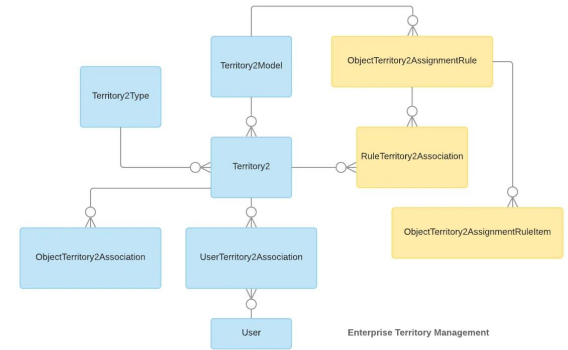 Territory2Model
ObjectTerritory2AssignmentRule
Territory2Type
RuleTerritory2Association
Territory2
ObjectTerritory2AssignmentRuleItem
ObjectTerritory2Association
UserTerritory2Association
User
Enterprise Territory Management